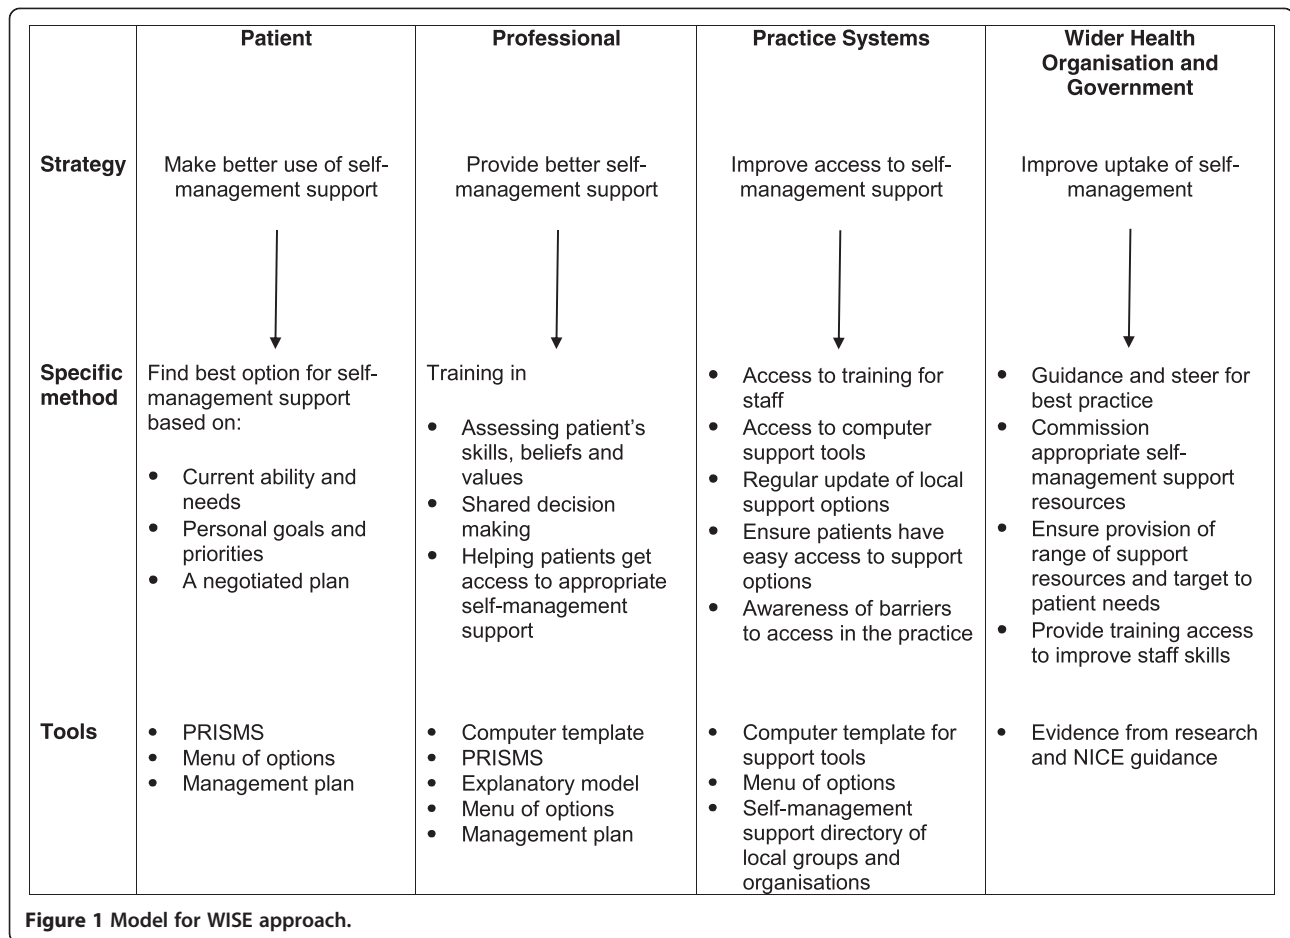 Patient
Professional
Practice Systems
Wider Health
Organisation and
Government
Strategy
Make better use of self-
management support
Provide better self-
management support
Improve access to self-
management support
Improve uptake of self-
management
Specific
method
Find best option for self-
management support
based on:
• Current ability and
needs
• Personal goals and
priorities
• A negotiated plan
Training in
• Assessing patient's
skills, beliefs and
values
• Shared decision
making
• Helping patients get
access to appropriate
self-management
support
• Access to training for
staff
• Access to computer
support tools
• Regular update of local
support options
• Ensure patients have
easy access to support
options
• Awareness of barriers
to access in the practice
• Guidance and steer for
best practice
• Commission
appropriate self-
management support
resources
• Ensure provision of
range of support
resources and target to
patient needs
• Provide training access
to improve staff skills
Tools
• PRISMS
• Menu of options
• Management plan
• Computer template
• PRISMS
• Explanatory model
• Menu of options
• Management plan
• Computer template for
support tools
• Menu of options
• Self-management
support directory of
local groups and
organisations
• Evidence from research
and NICE guidance
Figure 1 Model for WISE approach.